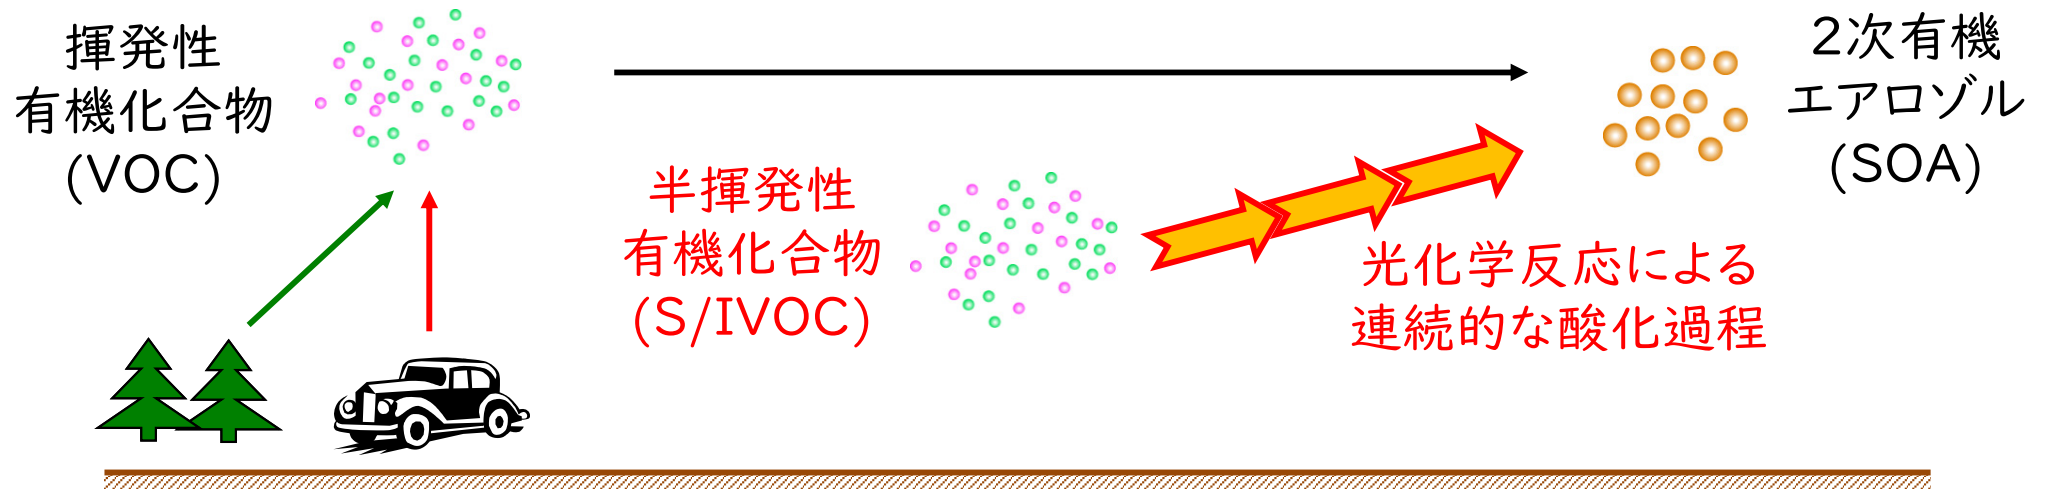 揮発性
有機化合物
(VOC)
半揮発性
有機化合物
(S/IVOC)
光化学反応による
連続的な酸化過程
2次有機
エアロゾル
(SOA)